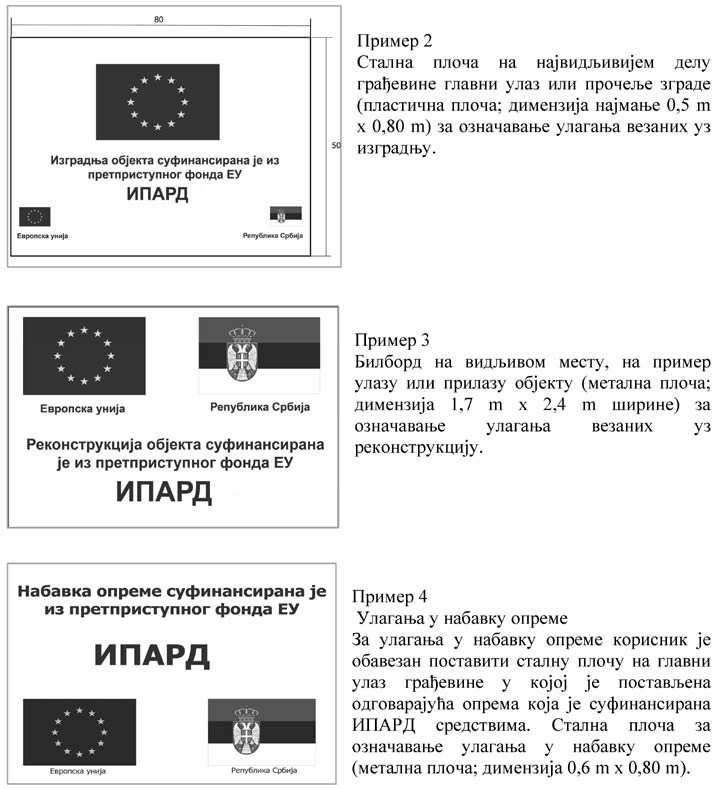 80
50
Изградња објекта суфинансирана је из
претприступног фонда ЕУ
ИПАРД
Европска унија
Република Србија
Пример 2
Стална плоча на највидљивијем делу
грађевине главни улаз или прочеље зграде
(пластична плоча; димензија најмање 0,5 m
x 0,80 m) за означавање улагања везаних уз
изградњу.
Европска унија
Република Србија
Реконструкција објекта суфинансирана
је из претприступног фонда ЕУ
ИПАРД
Пример 3
Билборд на видљивом месту, на пример
улазу или прилазу објекту (метална плоча;
димензија 1,7 m x 2,4 m ширине) за
означавање улагања везаних уз
реконструкцију.
Набавка опреме суфинансирана је
из претприступног фонда ЕУ
ИПАРД
Европска унија
Република Србија
Пример 4
Улагања у набавку опреме
За улагања у набавку опреме корисник је
обавезан поставити сталну плочу на главни
улаз грађевине у којој је постављена
одговарајућа опрема која је суфинансирана
ИПАРД средствима. Стална плоча за
означавање улагања у набавку опреме
(метална плоча; димензија 0,6 m x 0,80 m).